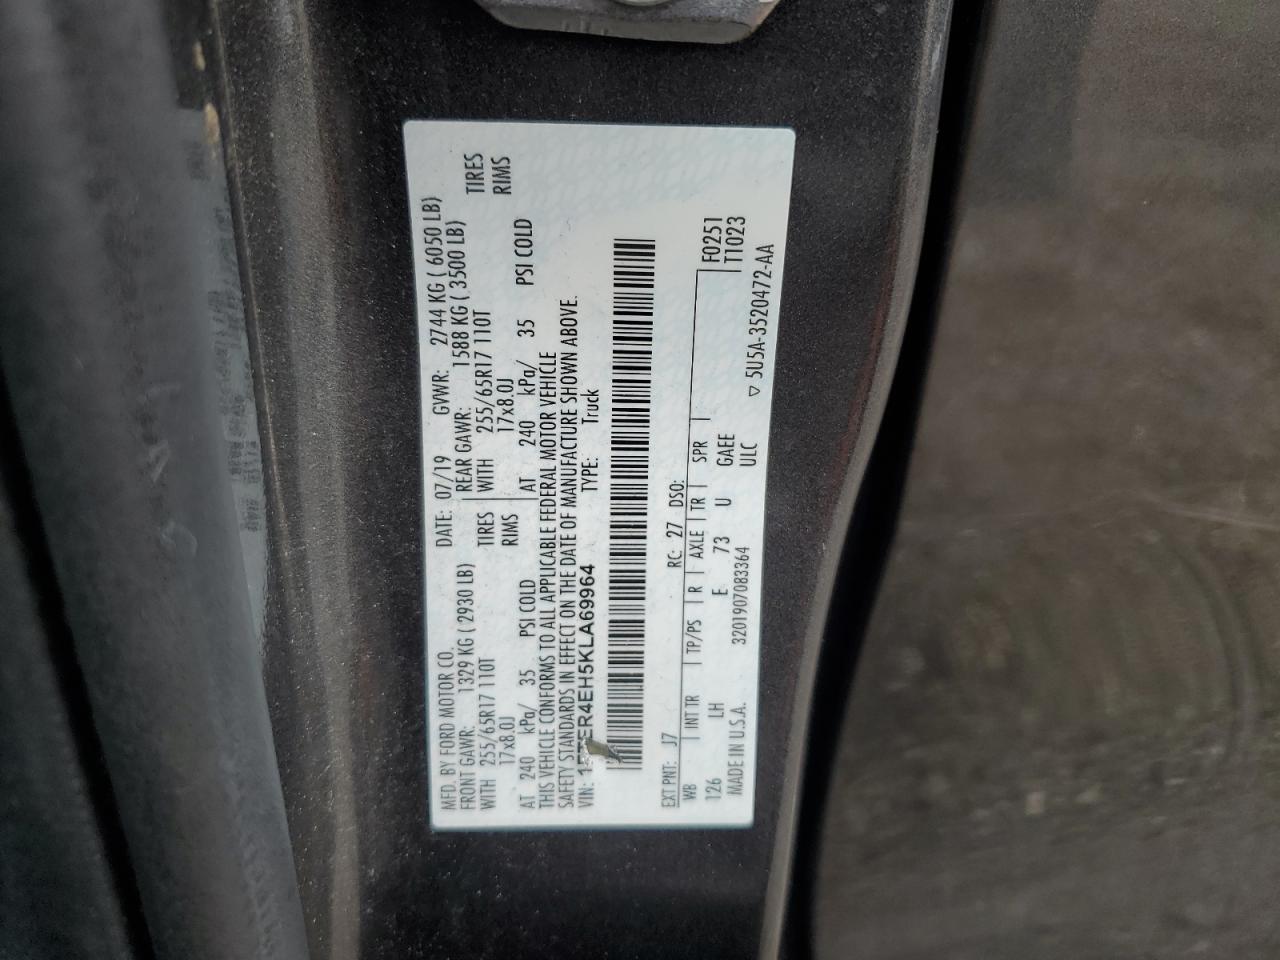 MFD. BY FORD MOTOR CO. DATE: 07/19 GVWR: 2744 KG ( 6050 LB)
FRONT GAWR: 1329 KG ( 2930 LB) REAR GAWR: 1588 KG ( 3500 LB)
WITH 255/65R17 110T TIRES WITH 255/65R17 110T TIRES
17x8.0J RIMS 17x8.0J RIMS
AT 240 kPa/ 35 PSI COLD AT 240 kPa/ 35 PSI COLD
THIS VEHICLE CONFORMS TO ALL APPLICABLE FEDERAL MOTOR VEHICLE
SAFETY STANDARDS IN EFFECT ON THE DATE OF MANUFACTURE SHOWN ABOVE.
VIN: 1FTER4EH5KLA69964 TYPE: Truck
EXT PNT: J7 RC: 27 DSO:
WB INT TR TP/PS R AXLE TR SPR F0251
126 LH E 73 U GAEE T1023
MADE IN U.S.A. 3201907083364 ULC
▽ 5U5A-3520472-AA